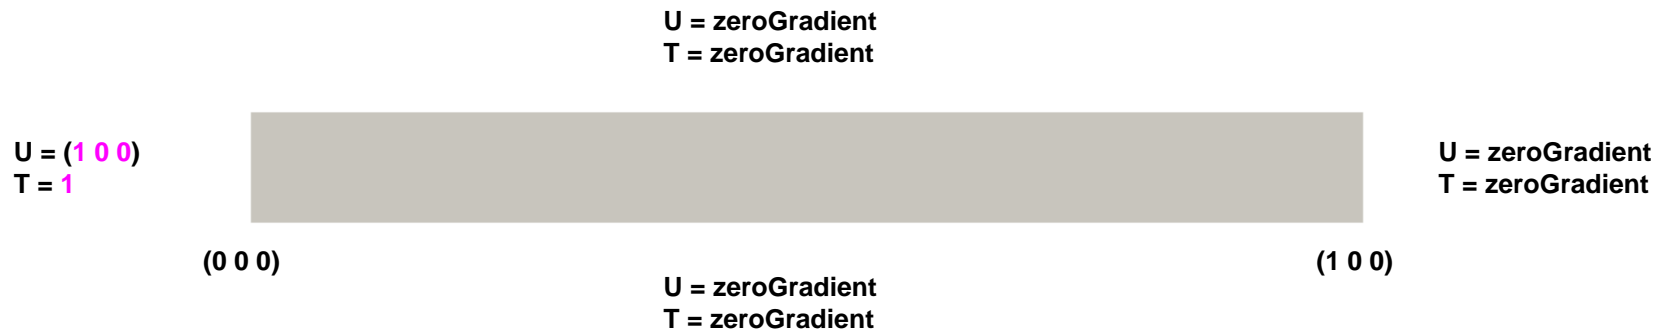 U = zeroGradient
T = zeroGradient
U = (1 0 0)
T = 1
U = zeroGradient
T = zeroGradient
(0 0 0)
(1 0 0)
U = zeroGradient
T = zeroGradient